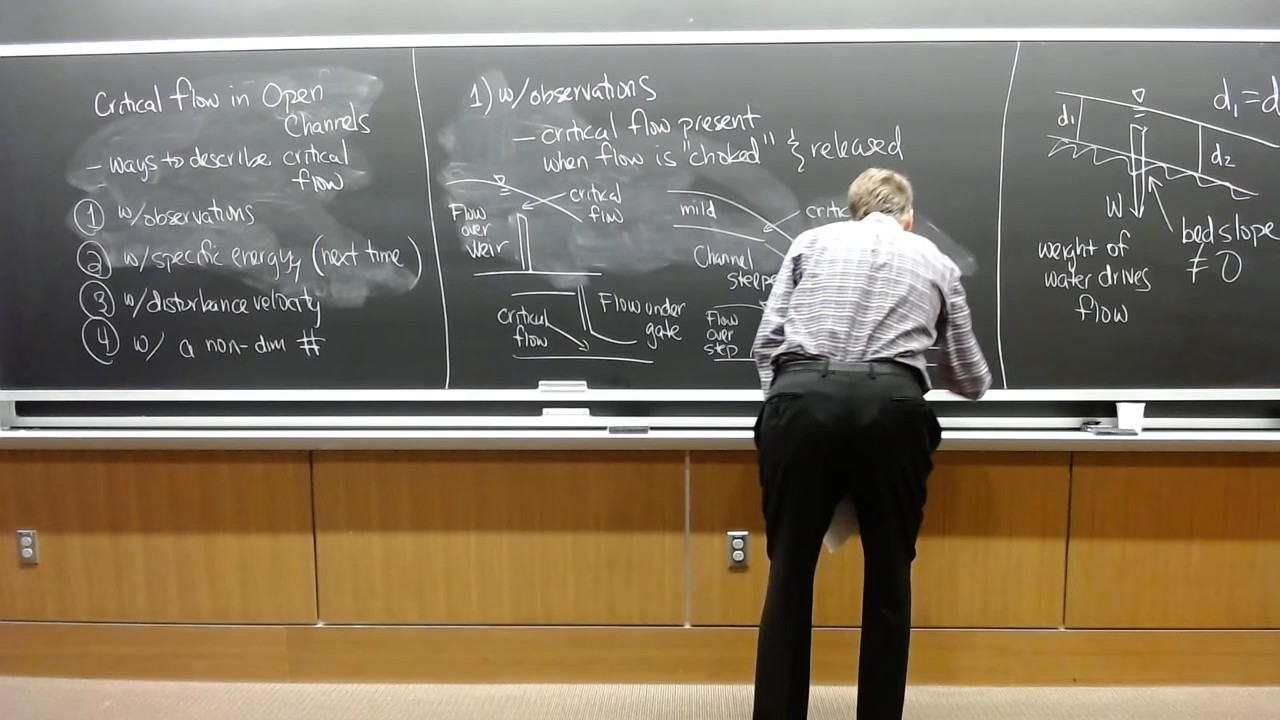 Critical flow in Open
Channels
- ways to describe critical
flow
① w/observations
② w/specific energy (next time)
③ w/disturbance velocity
④ w/ a non-dim #
1) w/observations
- critical flow present
when flow is "choked" & released
critical
flow
Flow
over
weir
mild
Channel
critical
flow
Flow under
gate
Flow
over
step
d₁ = d
d₁
d₂
W
bed slope
≠ 0
weight of
water drives
flow